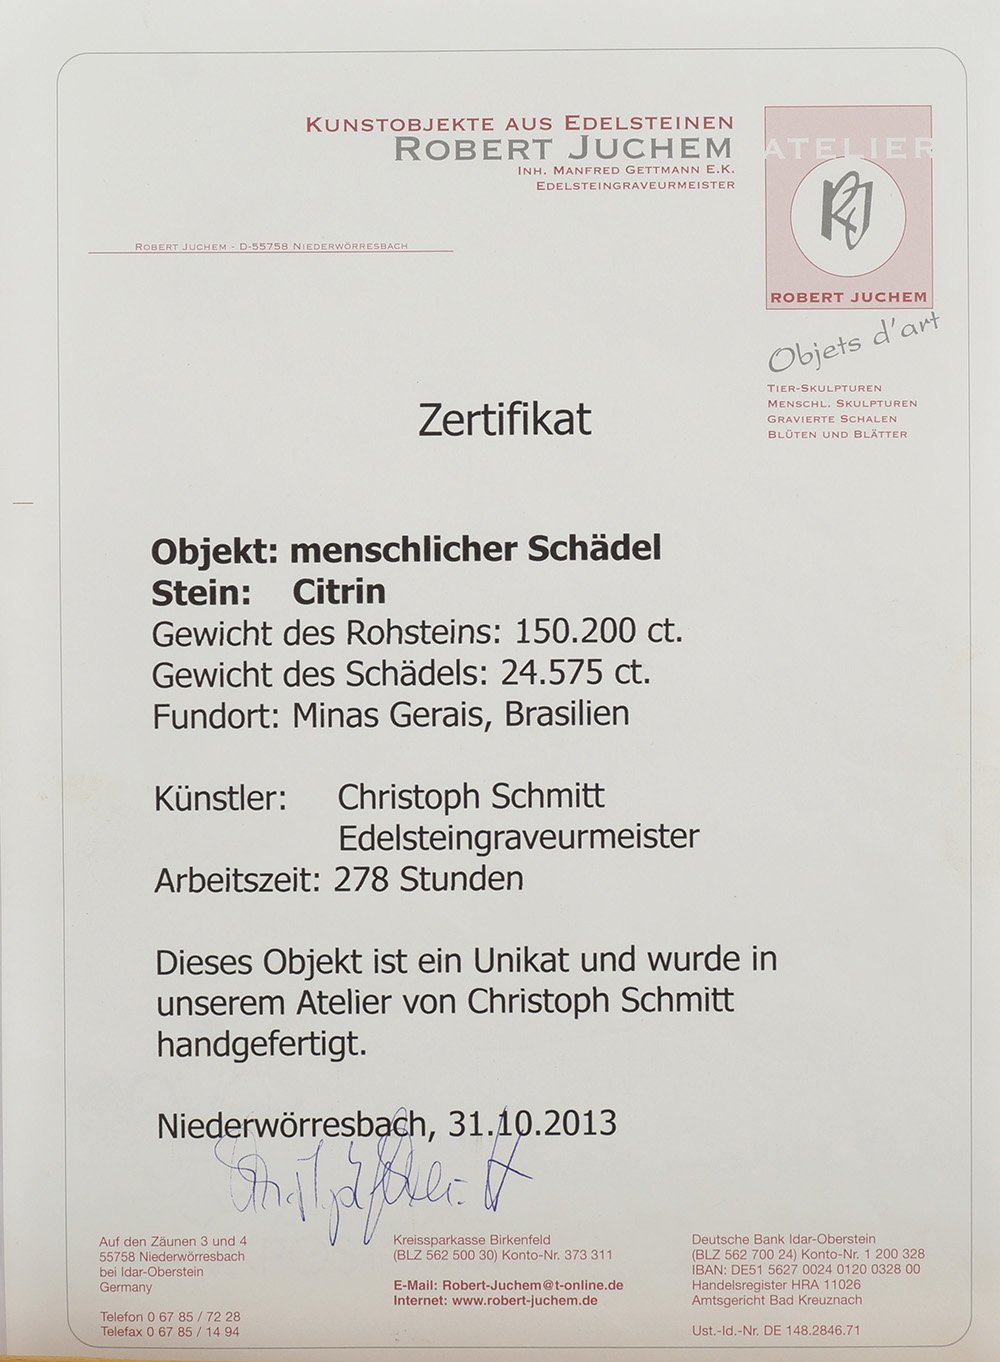 KUNSTOBJEKTE AUS EDELSTEINEN
ROBERT JUCHEM
INH. MANFRED GETTMANN E.K.
EDELSTEINGRAVEURMEISTER
ROBERT JUCHEM - D-55758 NIEDERWÖRRESBACH
ATELIER
ROBERT JUCHEM
Objets d'art
TIER-SKULPTUREN
MENSCHL. SKULPTUREN
GRAVIERTE SCHALEN
BLÜTEN UND BLÄTTER
Zertifikat
Objekt: menschlicher Schädel
Stein: Citrin
Gewicht des Rohsteins: 150.200 ct.
Gewicht des Schädels: 24.575 ct.
Fundort: Minas Gerais, Brasilien
Künstler: Christoph Schmitt
Edelsteingraveurmeister
Arbeitszeit: 278 Stunden
Dieses Objekt ist ein Unikat und wurde in
unserem Atelier von Christoph Schmitt
handgefertigt.
Niederwörresbach, 31.10.2013
Auf den Zäunen 3 und 4
55758 Niederwörresbach
bei Idar-Oberstein
Germany
Telefon 0 67 85 / 72 28
Telefax 0 67 85 / 14 94
Kreissparkasse Birkenfeld
(BLZ 562 500 30) Konto-Nr. 373 311
E-Mail: Robert-Juchem@t-online.de
Internet: www.robert-juchem.de
Deutsche Bank Idar-Oberstein
(BLZ 562 700 24) Konto-Nr. 1 200 328
IBAN: DE51 5627 0024 0120 0328 00
Handelsregister HRA 11026
Amtsgericht Bad Kreuznach
Ust.-Id.-Nr. DE 148.2846.71